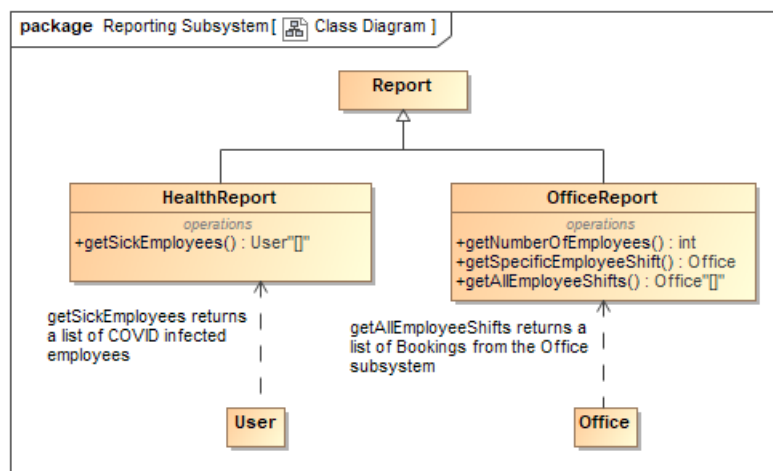 package Reporting Subsystem[ Class Diagram ]
Report
HealthReport
operations
+getSickEmployees() : User"[]"
OfficeReport
operations
+getNumberOfEmployees() : int
+getSpecificEmployeeShift() : Office
+getAllEmployeeShifts() : Office"[]"
getSickEmployees returns
a list of COVID infected
employees
getAllEmployeeShifts returns a
list of Bookings from the Office
subsystem
User
Office